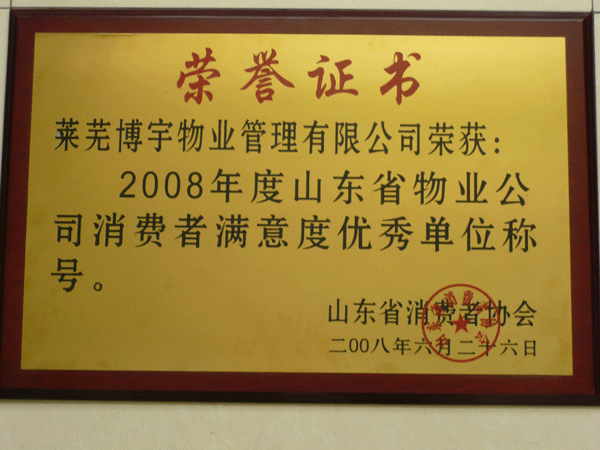 荣誉证书
莱芜博宇物业管理有限公司荣获：
2008年度山东省物业公
司消费者满意度优秀单位称
号。
山东省消费者协会
二00八年六月二十六日